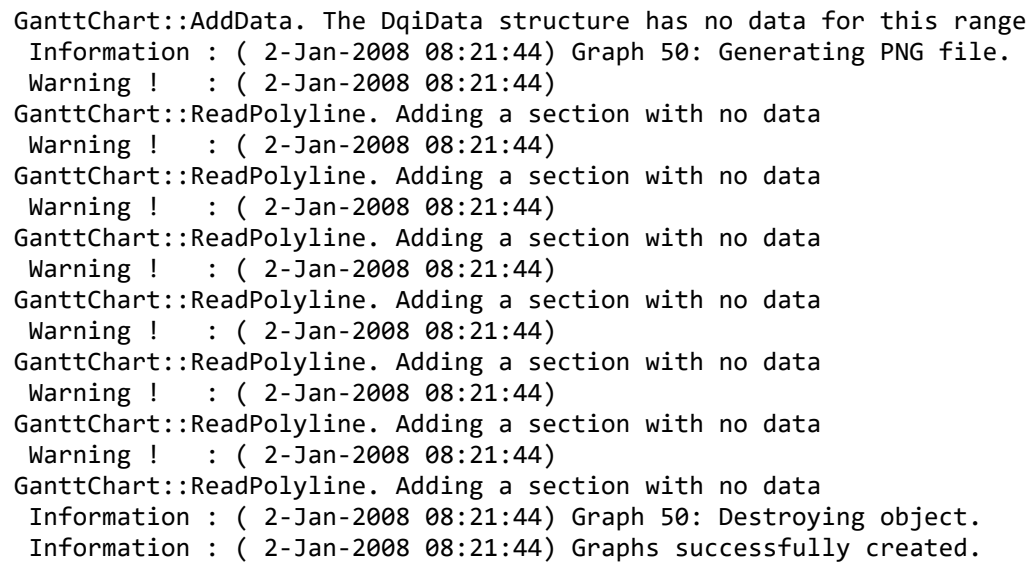 GanttChart::AddData. The DqiData structure has no data for this range
Information : ( 2-Jan-2008 08:21:44) Graph 50: Generating PNG file.
Warning !   : ( 2-Jan-2008 08:21:44)
GanttChart::ReadPolyline. Adding a section with no data
Warning !   : ( 2-Jan-2008 08:21:44)
GanttChart::ReadPolyline. Adding a section with no data
Warning !   : ( 2-Jan-2008 08:21:44)
GanttChart::ReadPolyline. Adding a section with no data
Warning !   : ( 2-Jan-2008 08:21:44)
GanttChart::ReadPolyline. Adding a section with no data
Warning !   : ( 2-Jan-2008 08:21:44)
GanttChart::ReadPolyline. Adding a section with no data
Warning !   : ( 2-Jan-2008 08:21:44)
GanttChart::ReadPolyline. Adding a section with no data
Warning !   : ( 2-Jan-2008 08:21:44)
GanttChart::ReadPolyline. Adding a section with no data
Information : ( 2-Jan-2008 08:21:44) Graph 50: Destroying object.
Information : ( 2-Jan-2008 08:21:44) Graphs successfully created.